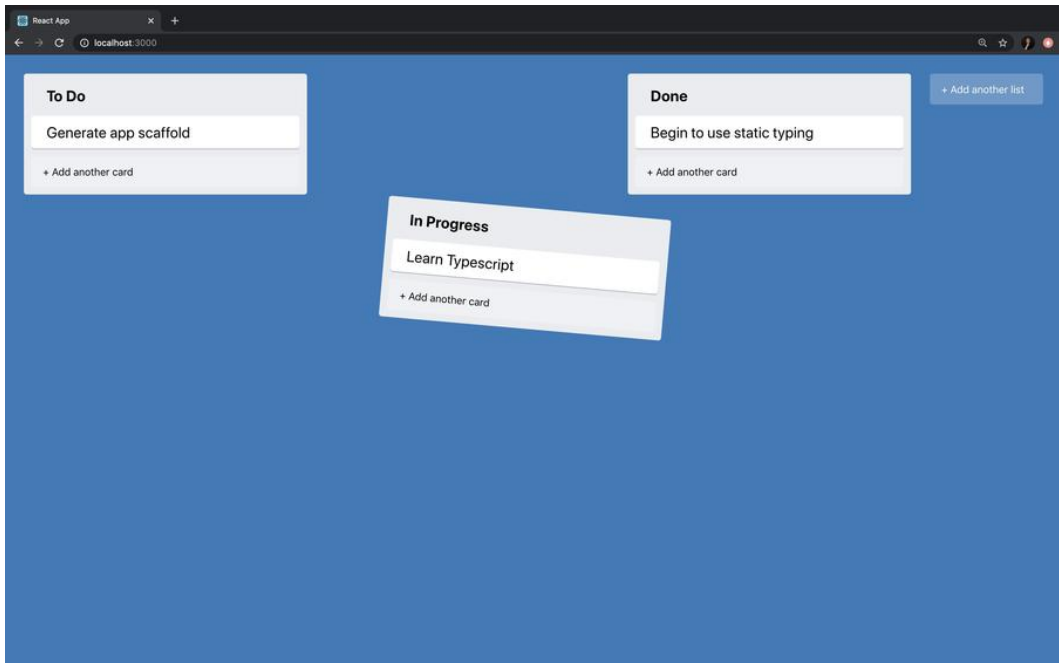 React App
localhost:3000
To Do
Generate app scaffold
+ Add another card
In Progress
Learn Typescript
+ Add another card
Done
Begin to use static typing
+ Add another card
+ Add another list